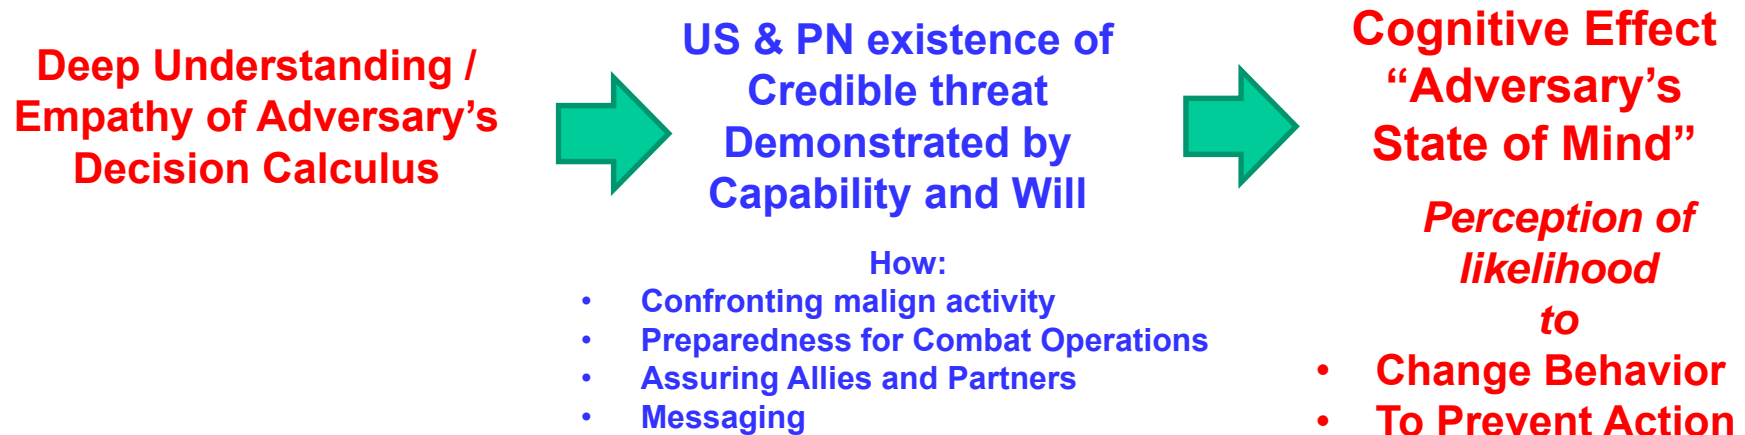 Deep Understanding /
Empathy of Adversary’s
Decision Calculus
US & PN existence of
Credible threat
Demonstrated by
Capability and Will
How:
• Confronting malign activity
• Preparedness for Combat Operations
• Assuring Allies and Partners
• Messaging
Cognitive Effect
“Adversary’s
State of Mind”
Perception of
likelihood
to
• Change Behavior
• To Prevent Action